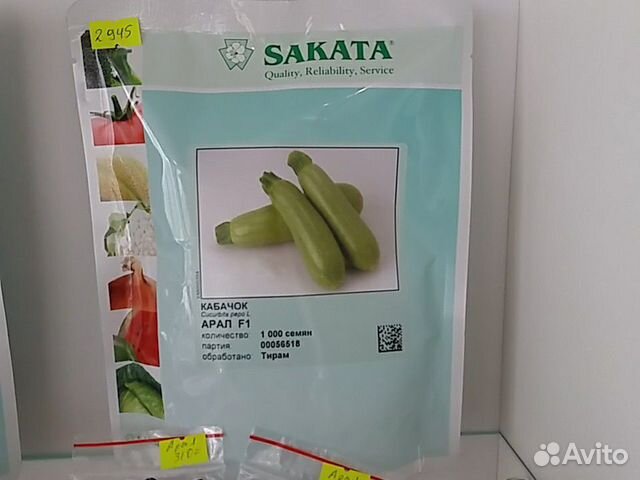 2945
SAKATA®
Quality, Reliability, Service
КАБАЧОК
Cucurbita pepo L.
АРАЛ F1
количество: 1 000 семян
партия 00056518
обработано Тирам
Арал
Avito